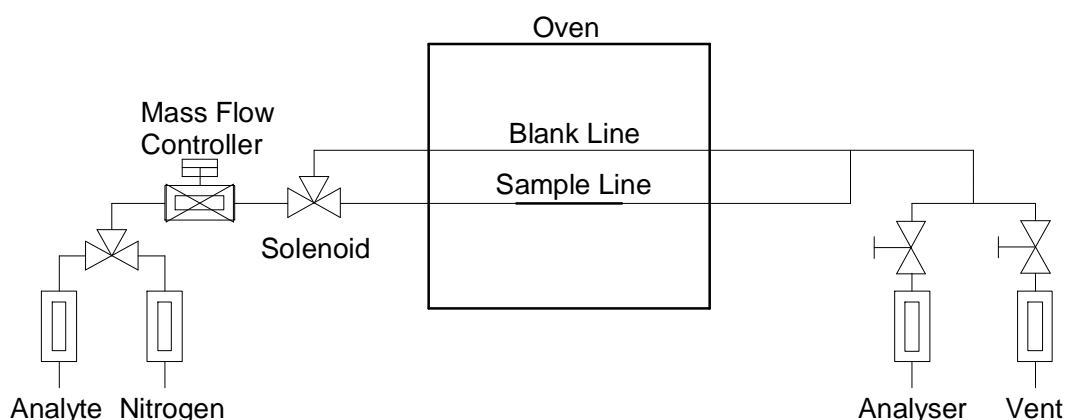 Oven
Mass Flow
Controller
Blank Line
Sample Line
Solenoid
Analyte Nitrogen
Analyser Vent